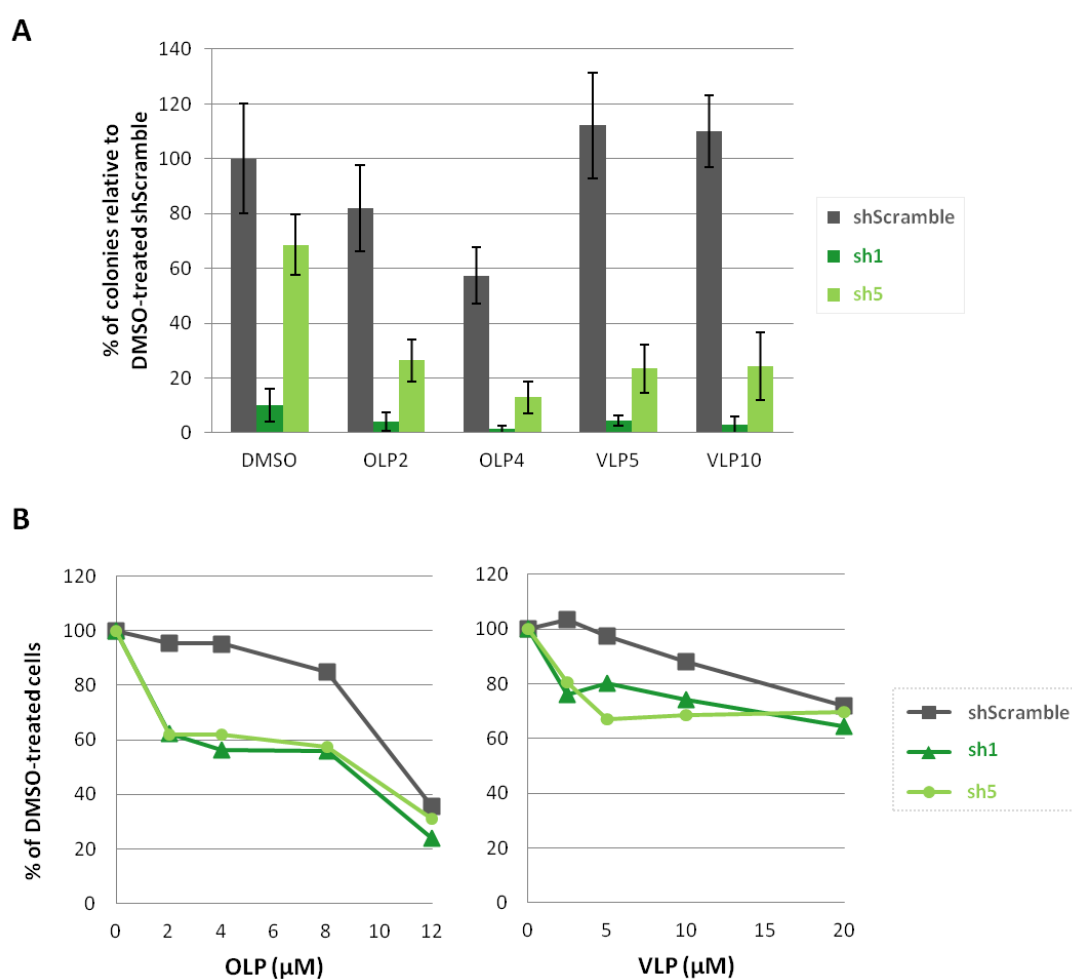 A
% of colonies relative to
DMSO-treated shScramble
140
120
100
80
60
40
20
0
DMSO OLP2 OLP4 VLP5 VLP10
shScramble
sh1
sh5
B
% of DMSO-treated cells
120
100
80
60
40
20
0
0 2 4 6 8 10 12
OLP (µM)
120
100
80
60
40
20
0
0 5 10 15 20
VLP (µM)
shScramble
sh1
sh5